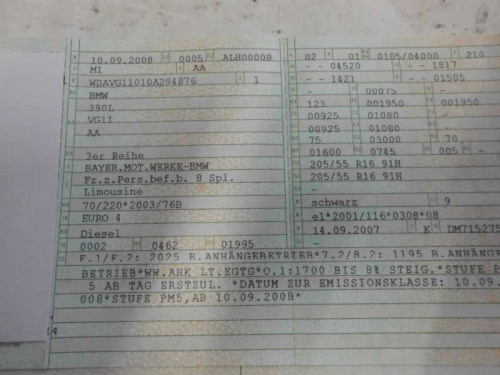 10.09.2008 0005 ALH00008
M1 AA
WBAVG11010A294876 1
BMW
390L
VG11
AA
3er Reihe
BAYER.MOT.WERKE-BMW
Fz.z.Pers.bef.b. 8 Spl.
Limousine
70/220*2003/76B
EURO 4
Diesel
0002 0462 01995
02 01 0105/04000 210
- - 04520 - - 1817
- - 1421 - - 01505
- 00075 -
123 001950 001950
00925 01080 -
00925 01080 -
75 03000 70
01600 0745 005 -
205/55 R16 91H
205/55 R16 91H
-
-
schwarz 9
e1*2001/116*0308*08
14.09.2007 K DM715275
F.1/F.2: 2025 B.ANHÄNGEBETRIEB*7.2/8.2: 1195 B.ANHÄNGE
BETRIEB*WW.AHK LT.EGTG*O.1:1700 BIS 8% STEIG.*STUFE
5 AB TAG ERSTZUL. *DATUM ZUR EMISSIONSKLASSE: 10.09.
008*STUFE PM5,AB 10.09.2008*
14